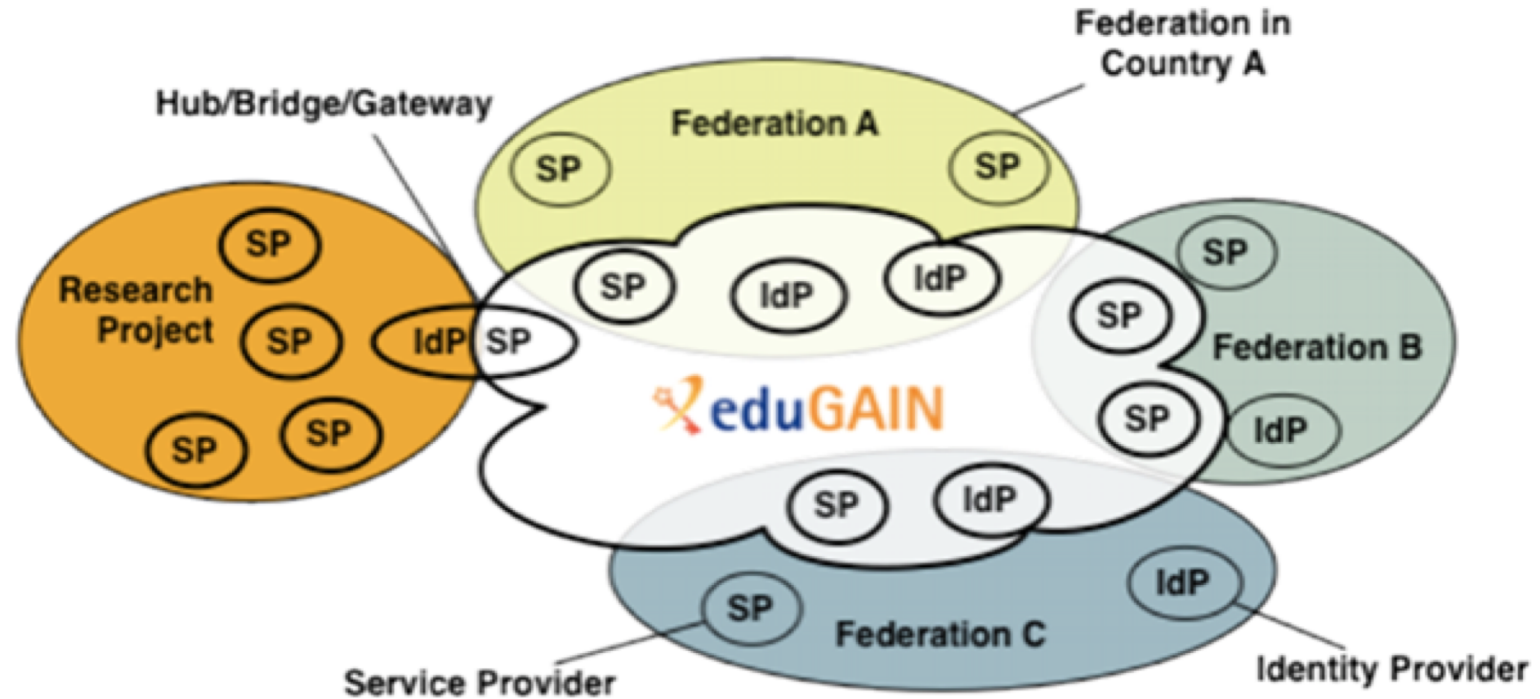 Federation in
Country A
Hub/Bridge/Gateway
Federation A
SP
SP
SP
IdP
IdP
Research
Project
SP
SP
SP
SP
IdP
SP
SP
SP
SP
Federation B
IdP
eduGAIN
SP
IdP
SP
IdP
Federation C
Service Provider
Identity Provider